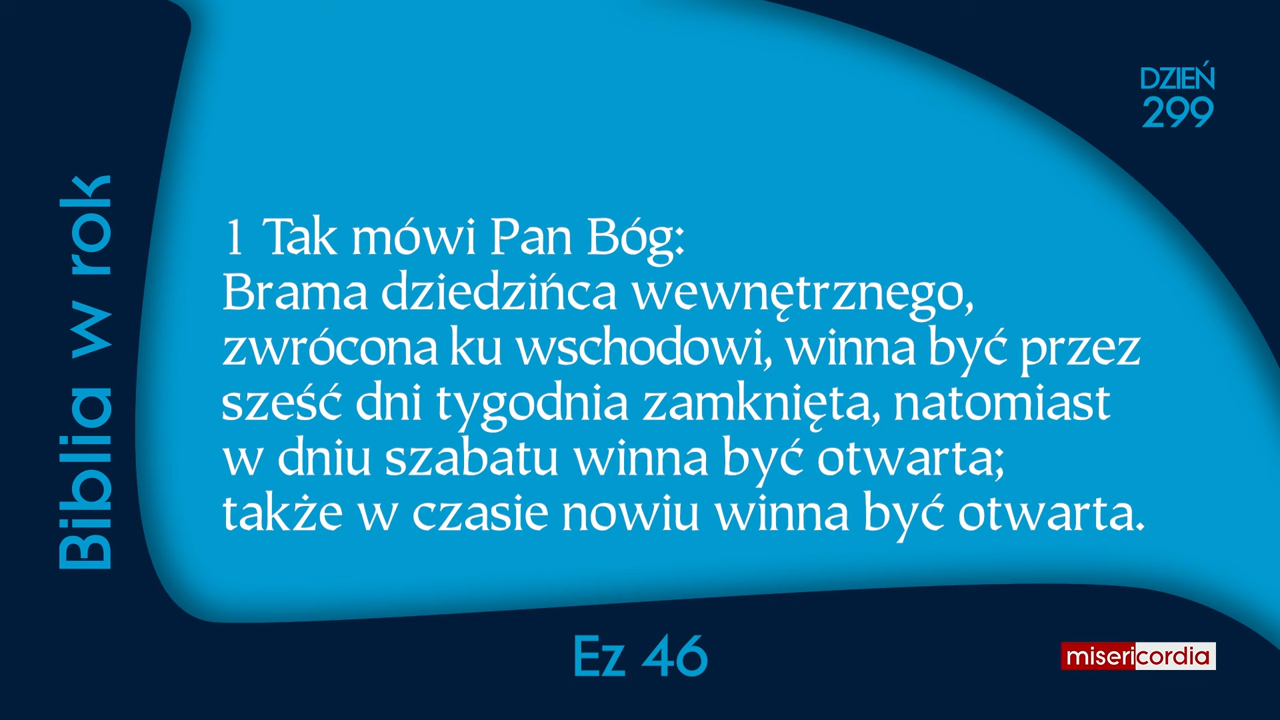 DZIEŃ
299
Biblia w rok
1 Tak mówi Pan Bóg:
Brama dziedzińca wewnętrznego,
zwrócona ku wschodowi, winna być przez
sześć dni tygodnia zamknięta, natomiast
w dniu szabatu winna być otwarta;
także w czasie nowiu winna być otwarta.
Ez 46
misericordia